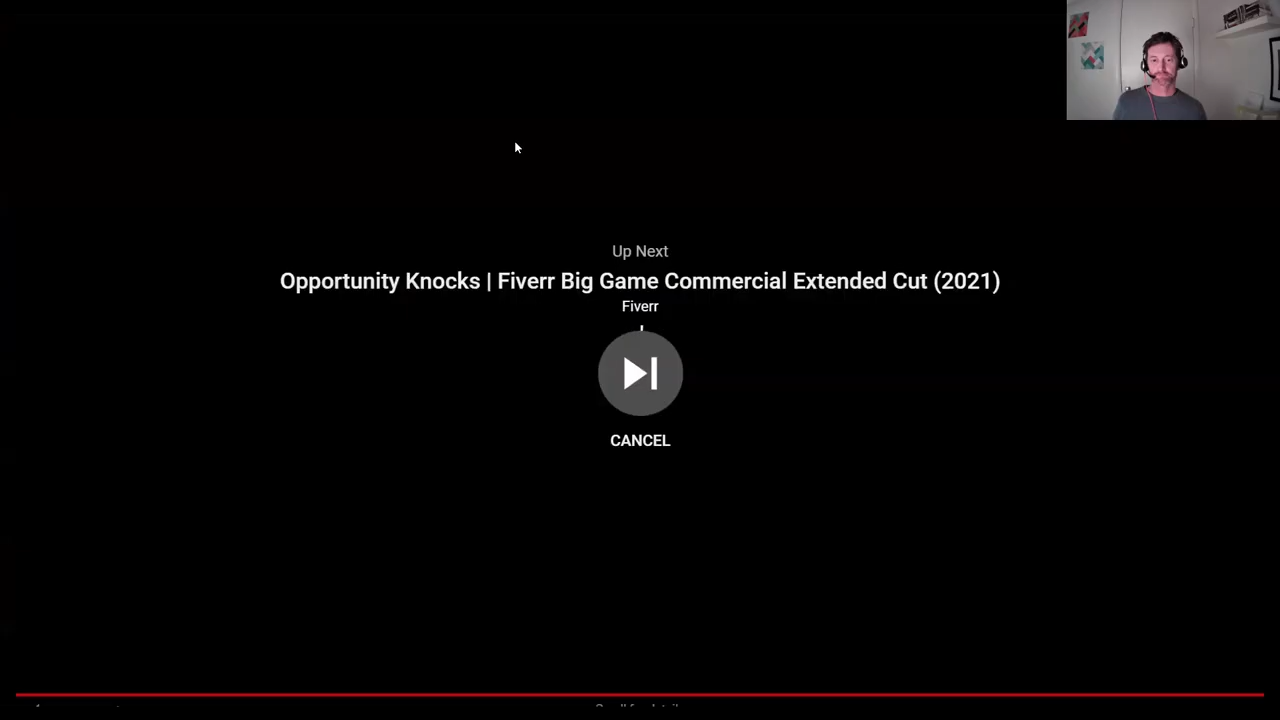 Up Next
Opportunity Knocks | Fiverr Big Game Commercial Extended Cut (2021)
Fiverr
CANCEL